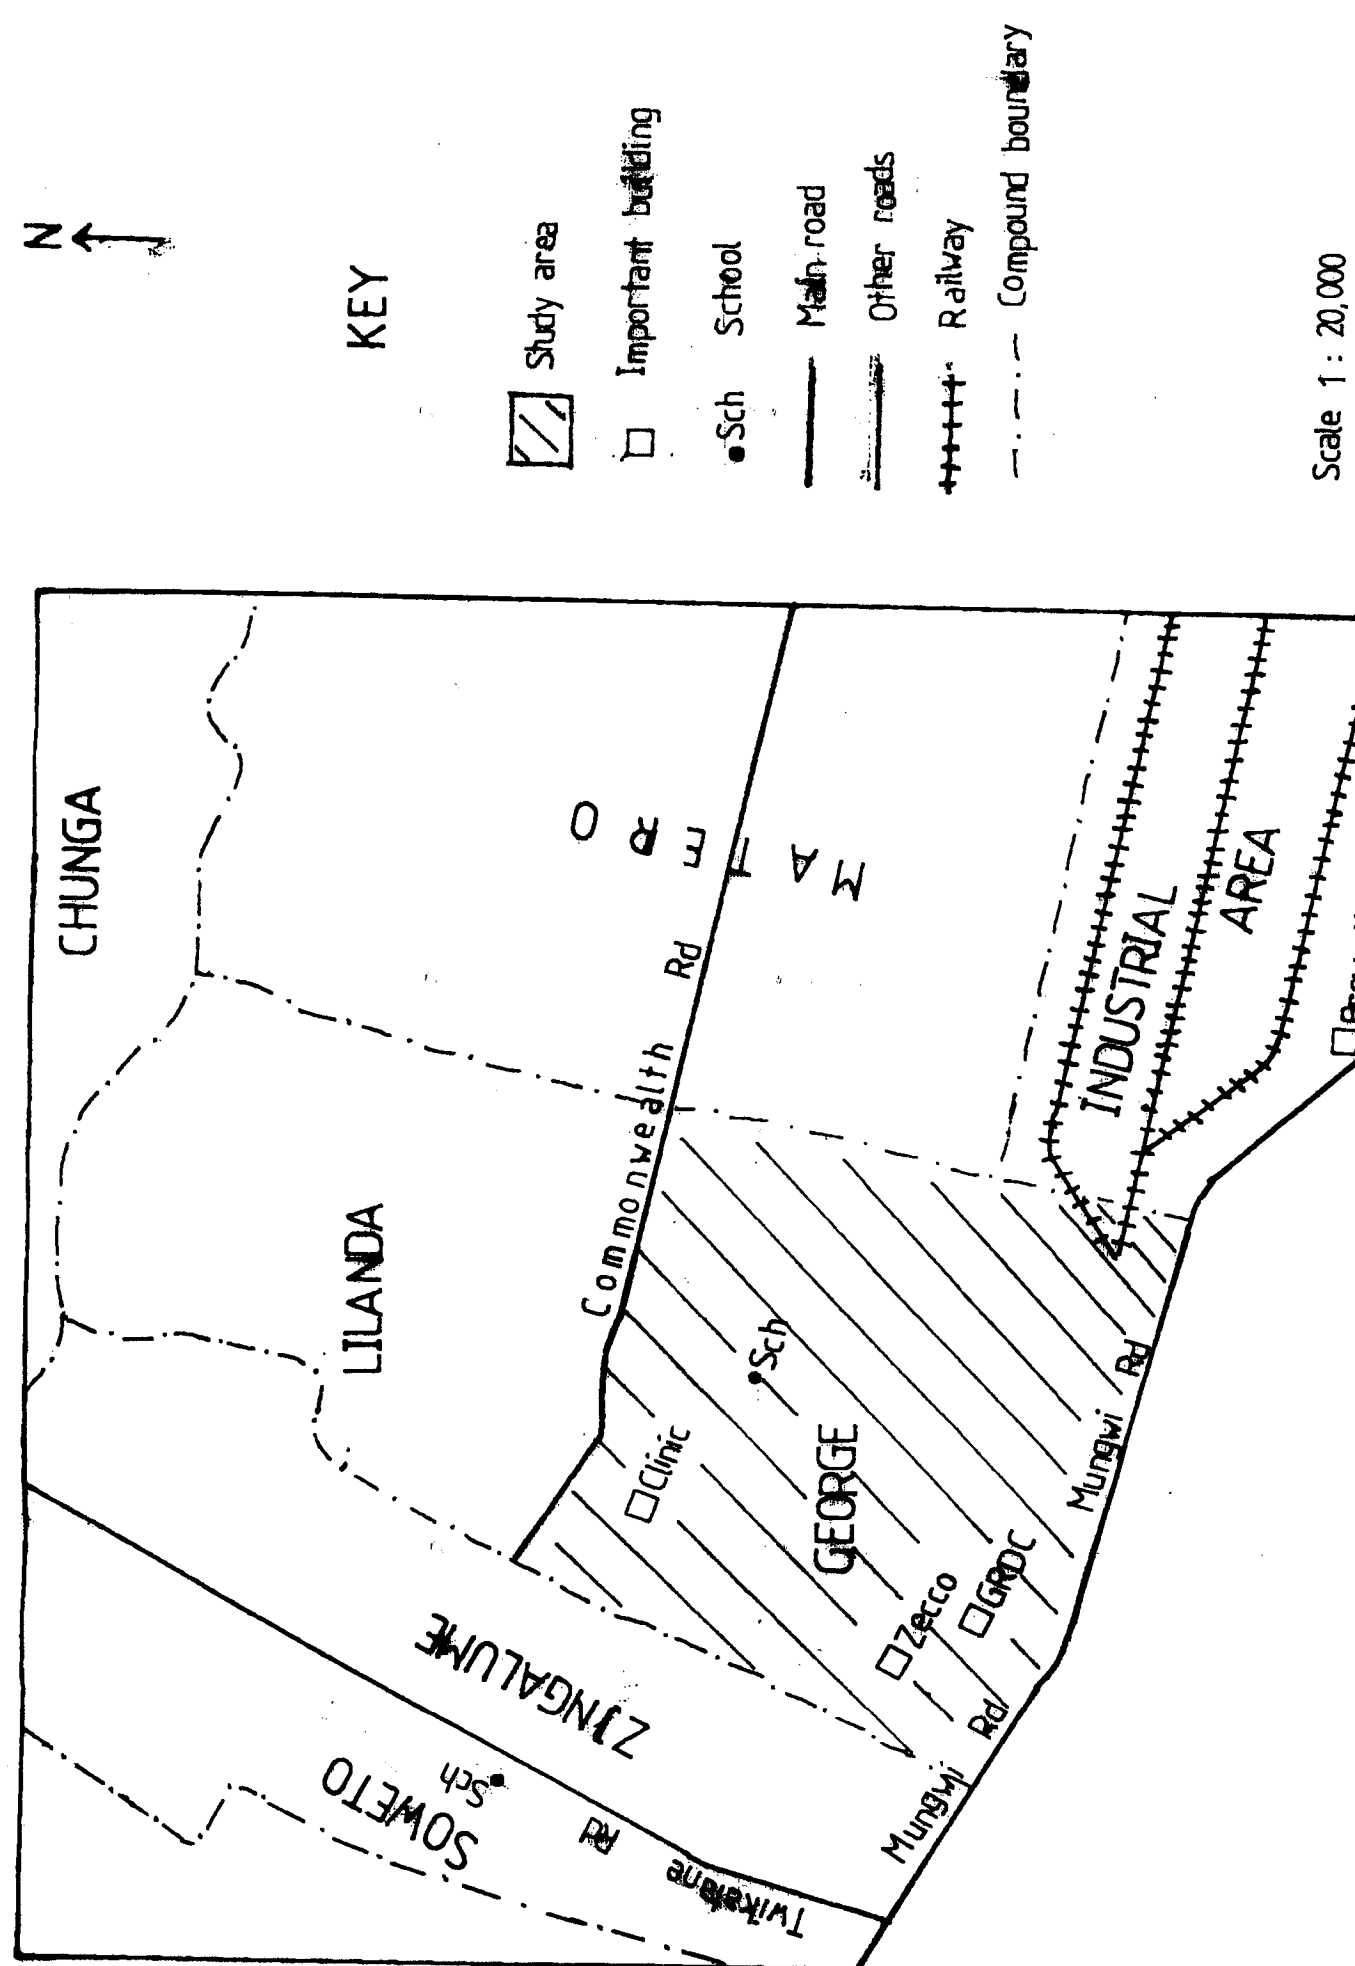 N
KEY
Study area
Important building
Sch School
Main road
Other roads
Railway
Compound boundary
Scale 1 : 20,000
CHUNGA
LILANDA
MATERO
Commonwealth Rd
INDUSTRIAL
AREA
Sch
Clinic
GEORGE
Zecco
GRDC
Mungwi Rd
Mungwi Rd
ZINGALUME
SOWETO
Sch
Rd